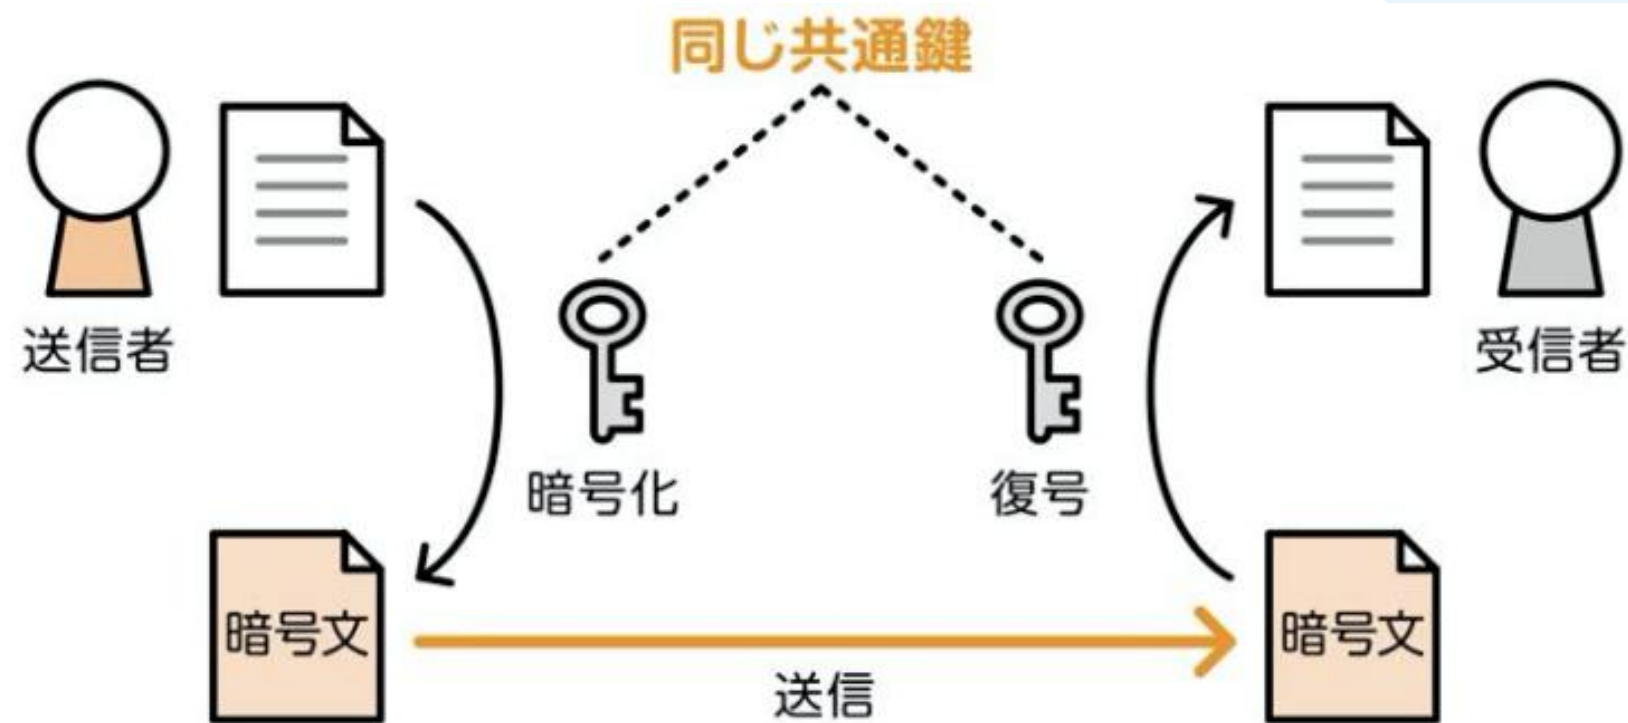 同じ共通鍵
送信者
受信者
暗号化
復号
暗号文
暗号文
送信